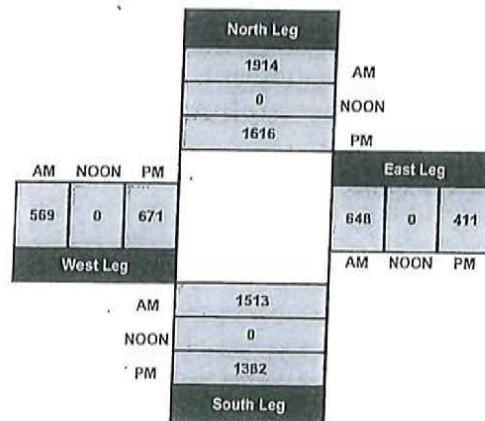 North Leg
1914 AM
0 NOON
1616 PM
AM NOON PM East Leg
569 0 671 648 0 411
West Leg AM NOON PM
AM 1513
NOON 0
PM 1382
South Leg